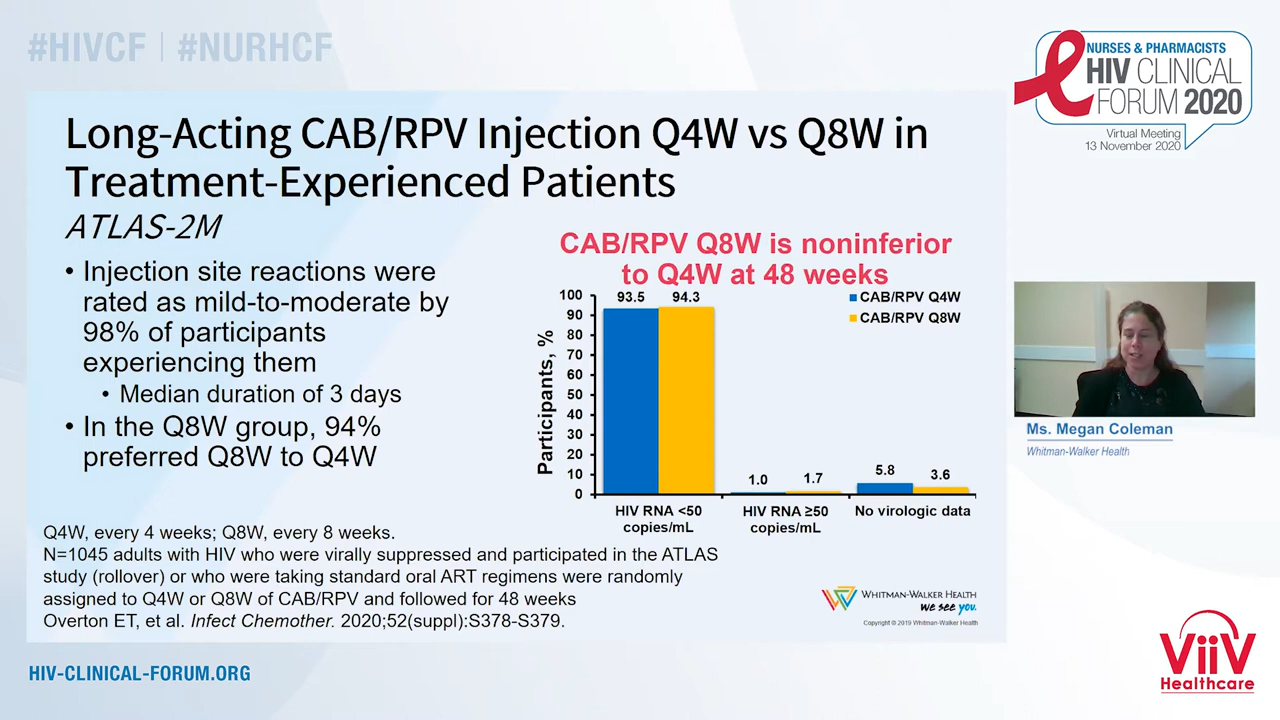 #HIVCF | #NURHCF
NURSES & PHARMACISTS
HIV CLINICAL
FORUM 2020
Virtual Meeting
13 November 2020
Long-Acting CAB/RPV Injection Q4W vs Q8W in
Treatment-Experienced Patients
ATLAS-2M
• Injection site reactions were
rated as mild-to-moderate by
98% of participants
experiencing them
• Median duration of 3 days
• In the Q8W group, 94%
preferred Q8W to Q4W
CAB/RPV Q8W is noninferior
to Q4W at 48 weeks
CAB/RPV Q4W
CAB/RPV Q8W
Participants, %
100
90
80
70
60
50
40
30
20
10
0
93.5 94.3
1.0 1.7
5.8 3.6
HIV RNA <50
copies/mL
HIV RNA ≥50
copies/mL
No virologic data
Q4W, every 4 weeks; Q8W, every 8 weeks.
N=1045 adults with HIV who were virally suppressed and participated in the ATLAS
study (rollover) or who were taking standard oral ART regimens were randomly
assigned to Q4W or Q8W of CAB/RPV and followed for 48 weeks
Overton ET, et al. Infect Chemother. 2020;52(suppl):S378-S379.
WHITMAN-WALKER HEALTH
we see you.
Copyright © 2019 Whitman-Walker Health
Ms. Megan Coleman
Whitman-Walker Health
HIV-CLINICAL-FORUM.ORG
ViiV
Healthcare